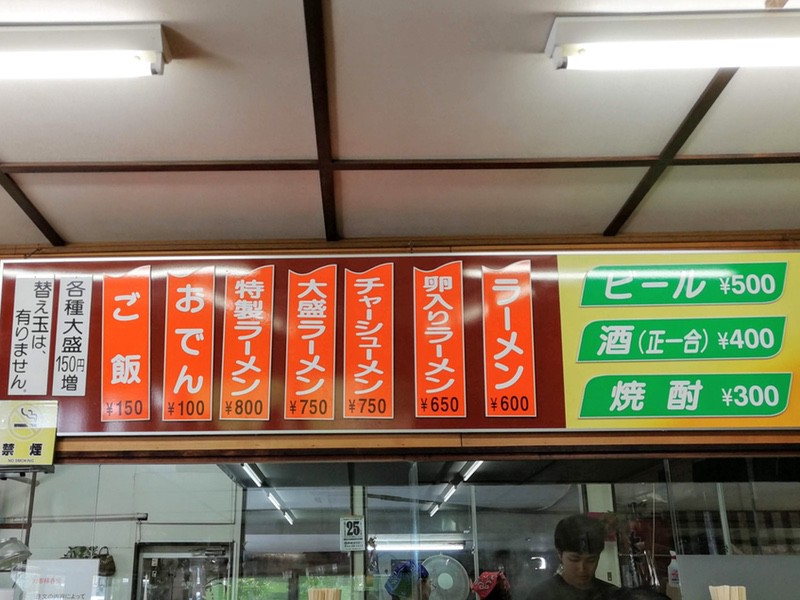 ラーメン
¥600
卵入りラーメン
¥650
チャーシューメン
¥750
大盛ラーメン
¥750
特製ラーメン
¥800
おでん
¥100
ご飯
¥150
各種大盛150円増
替え玉は、
有りません。
ビール ¥500
酒(正一合) ¥400
焼酎 ¥300
禁煙
NO SMOKING
25